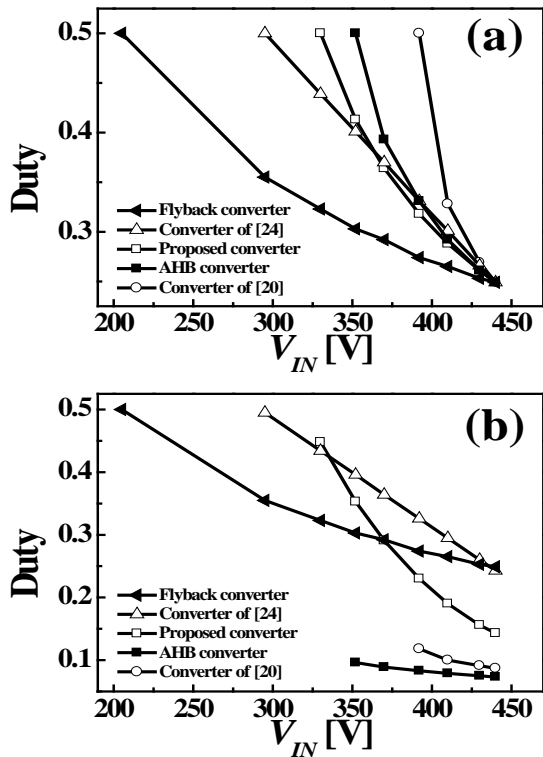 (a)
0.5
0.4
0.3
Duty
Flyback converter
Converter of [24]
Proposed converter
AHB converter
Converter of [20]
200 250 300 350 400 450
V_IN [V]
(b)
0.5
0.4
0.3
0.2
0.1
Duty
Flyback converter
Converter of [24]
Proposed converter
AHB converter
Converter of [20]
200 250 300 350 400 450
V_IN [V]